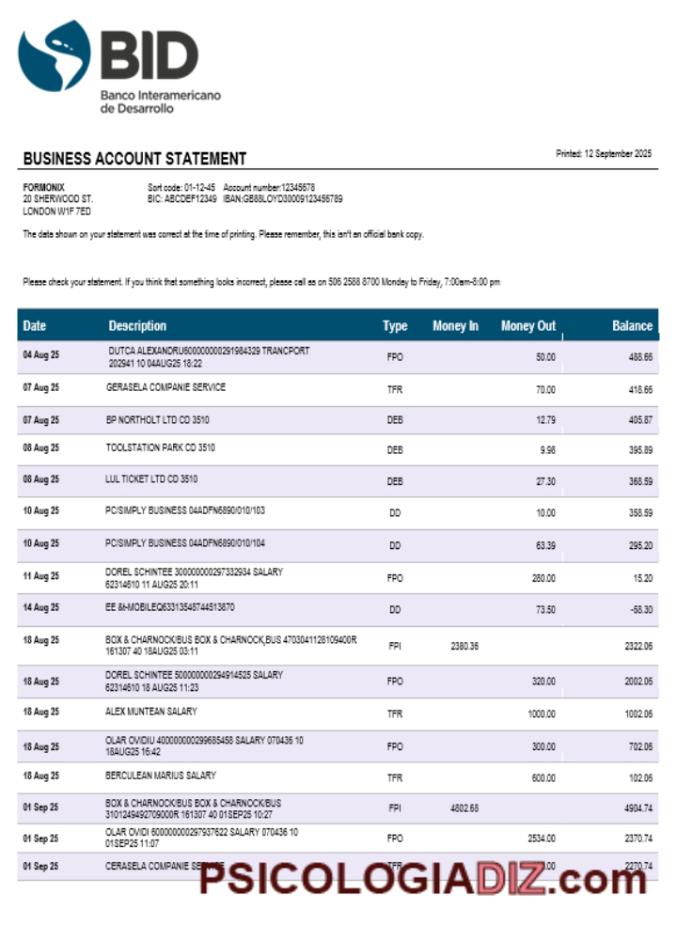 BID
Banco Interamericano
de Desarrollo
BUSINESS ACCOUNT STATEMENT
Printed: 12 September 2025
FORMONIX
20 SHERWOOD ST.
LONDON W1F 7ED
Sort code: 01-12-45 Account number:12345678
BIC: ABCDEF12349 IBAN:GB88LOYD30009123456789
The data shown on your statement was correct at the time of printing. Please remember, this isn't an official bank copy.
Please check your statement. If you think that something looks incorrect, please call as on 506 2588 8700 Monday to Friday, 7:00am-8:00 pm
Date Description Type Money In Money Out Balance
04 Aug 25 DUTCA ALEXANDRU600000000291984329 TRANCPORT FPO 50.00 488.66
202941 10 04AUG25 18:22
07 Aug 25 GERASELA COMPANIE SERVICE TFR 70.00 418.66
07 Aug 25 BP NORTHOLT LTD CD 3510 DEB 12.79 405.87
08 Aug 25 TOOLSTATION PARK CD 3510 DEB 9.98 395.89
08 Aug 25 LUL TICKET LTD CD 3510 DEB 27.30 368.59
10 Aug 25 PC/SIMPLY BUSINESS 04ADFN6890/010/103 DD 10.00 358.59
10 Aug 25 PC/SIMPLY BUSINESS 04ADFN6890/010/104 DD 63.39 295.20
11 Aug 25 DOREL SCHINTEE 300000000297332934 SALARY FPO 280.00 15.20
62314610 11 AUG25 20:11
14 Aug 25 EE &t-MOBILEQ63313548744513870 DD 73.50 -58.30
18 Aug 25 BOX & CHARNOCK/BUS BOX & CHARNOCK,BUS 4703041128109400R FPI 2380.36 2322.06
161307 40 18AUG25 03:11
18 Aug 25 DOREL SCHINTEE 500000000294914525 SALARY FPO 320.00 2002.06
62314610 18 AUG25 11:23
18 Aug 25 ALEX MUNTEAN SALARY TFR 1000.00 1002.06
18 Aug 25 OLAR OVIDIU 400000000299685458 SALARY 070436 10 FPO 300.00 702.06
18AUG25 16:42
18 Aug 25 BERCULEAN MARIUS SALARY TFR 600.00 102.06
01 Sep 25 BOX & CHARNOCK/BUS BOX & CHARNOCK/BUS FPI 4802.68 4904.74
3101249492709000R 161307 40 01SEP25 10:27
01 Sep 25 OLAR OVIDI 600000000297937622 SALARY 070436 10 FPO 2534.00 2370.74
01SEP25 11:07
01 Sep 25 CERASELA COMPANIE TFR 2270.74
PSICOLOGIADIZ.com